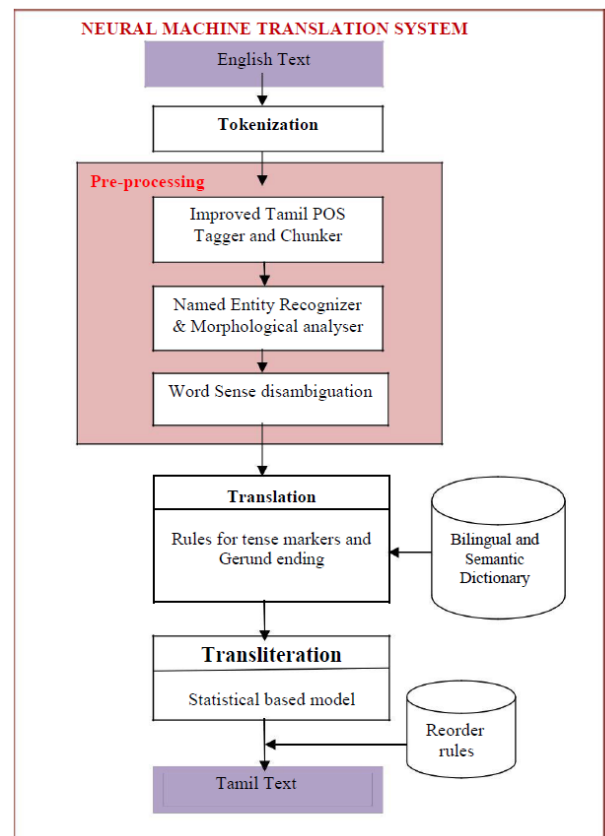 NEURAL MACHINE TRANSLATION SYSTEM
English Text
Tokenization
Pre-processing
Improved Tamil POS
Tagger and Chunker
Named Entity Recognizer
& Morphological analyser
Word Sense disambiguation
Translation
Rules for tense markers and
Gerund ending
Bilingual and
Semantic
Dictionary
Transliteration
Statistical based model
Reorder
rules
Tamil Text